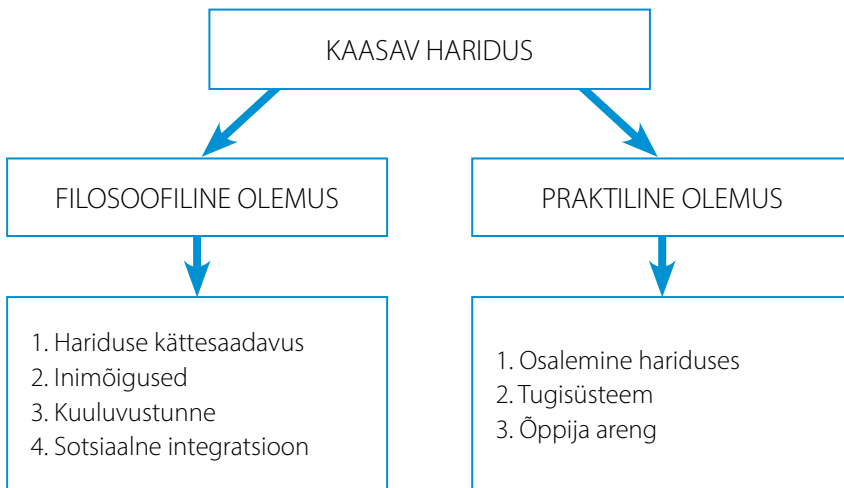 KAASAV HARIDUS
FILOSOOFILINE OLEMUS
PRAKTILINE OLEMUS
1. Hariduse kättesaadavus
2. Inimõigused
3. Kuuluvustunne
4. Sotsiaalne integratsioon
1. Osalemine hariduses
2. Tugisüsteem
3. Õppija areng